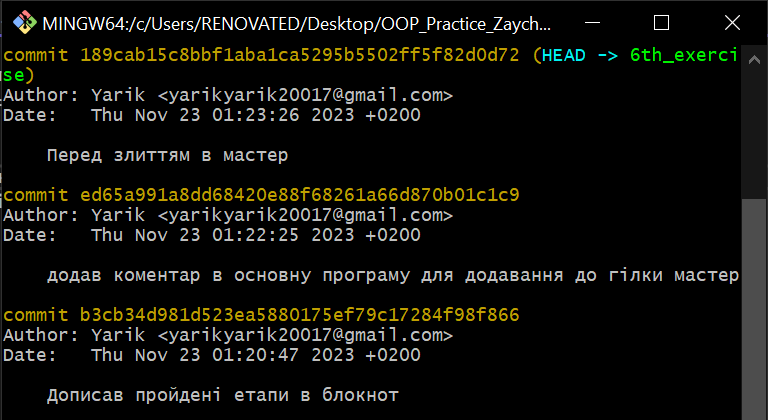 MINGW64:/c/Users/RENOVATED/Desktop/OOP_Practice_Zaych...
commit 189cab15c8bbf1aba1ca5295b5502ff5f82d0d72 (HEAD -> 6th_exerci
se)
Author: Yarik <yarikyarik20017@gmail.com>
Date:   Thu Nov 23 01:23:26 2023 +0200
Перед злиттям в мастер
commit ed65a991a8dd68420e88f68261a66d870b01c1c9
Author: Yarik <yarikyarik20017@gmail.com>
Date:   Thu Nov 23 01:22:25 2023 +0200
додав коментар в основну програму для додавання до гілки мастер
commit b3cb34d981d523ea5880175ef79c17284f98f866
Author: Yarik <yarikyarik20017@gmail.com>
Date:   Thu Nov 23 01:20:47 2023 +0200
Дописав пройдені етапи в блокнот